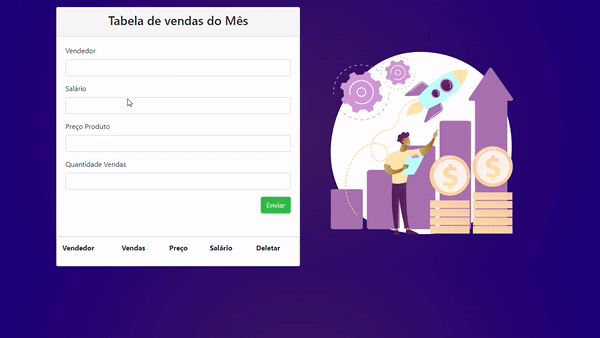 Tabela de vendas do Mês
Vendedor
Salário
Preço Produto
Quantidade Vendas
Enviar
Vendedor Vendas Preço Salário Deletar
$ $